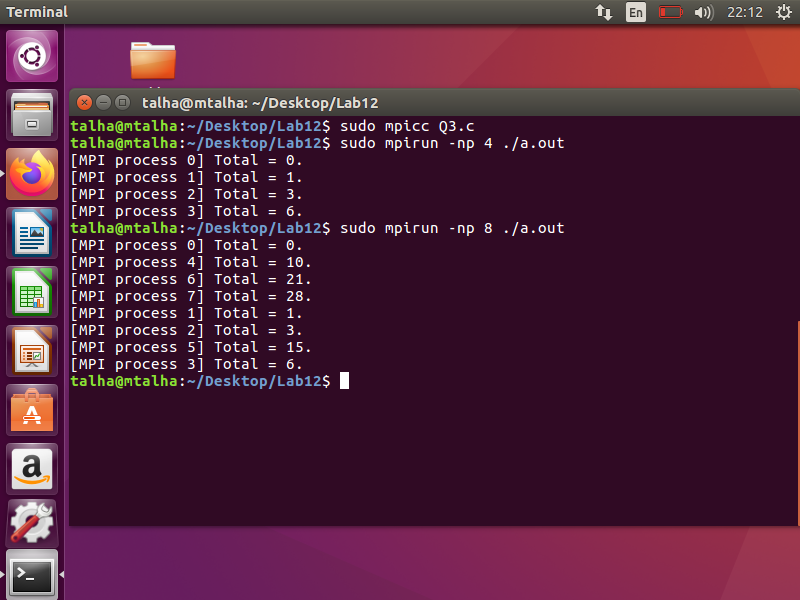 Terminal
En
22:12
talha@mtalha: ~/Desktop/Lab12
talha@mtalha:~/Desktop/Lab12$ sudo mpicc Q3.c
talha@mtalha:~/Desktop/Lab12$ sudo mpirun -np 4 ./a.out
[MPI process 0] Total = 0.
[MPI process 1] Total = 1.
[MPI process 2] Total = 3.
[MPI process 3] Total = 6.
talha@mtalha:~/Desktop/Lab12$ sudo mpirun -np 8 ./a.out
[MPI process 0] Total = 0.
[MPI process 4] Total = 10.
[MPI process 6] Total = 21.
[MPI process 7] Total = 28.
[MPI process 1] Total = 1.
[MPI process 2] Total = 3.
[MPI process 5] Total = 15.
[MPI process 3] Total = 6.
talha@mtalha:~/Desktop/Lab12$
A
a
>_